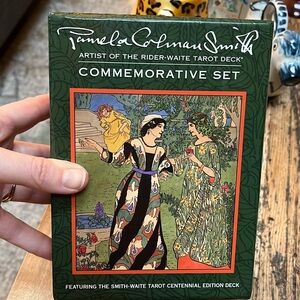 Pamela Colman Smith
ARTIST OF THE RIDER-WAITE TAROT DECK®
COMMEMORATIVE SET
FEATURING THE SMITH-WAITE TAROT CENTENNIAL EDITION DECK